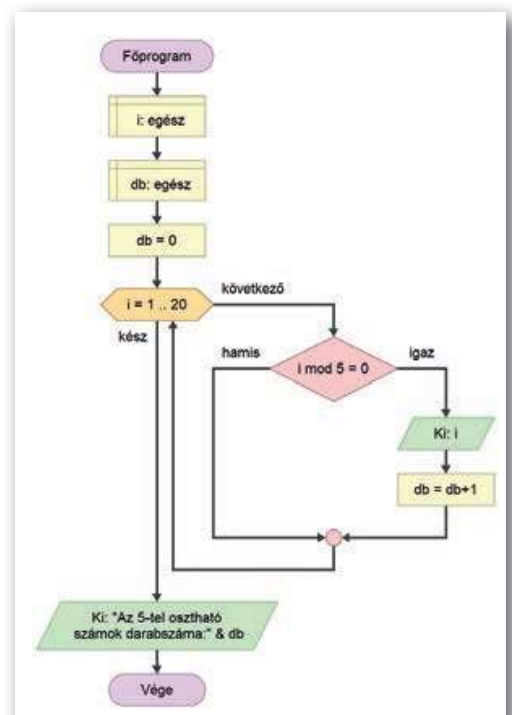 Főprogram
i: egész
db: egész
db = 0
i = 1 .. 20
következő
kész
hamis
igaz
i mod 5 = 0
Ki: i
db = db+1
Ki: "Az 5-tel osztható
számok darabszáma:" & db
Vége